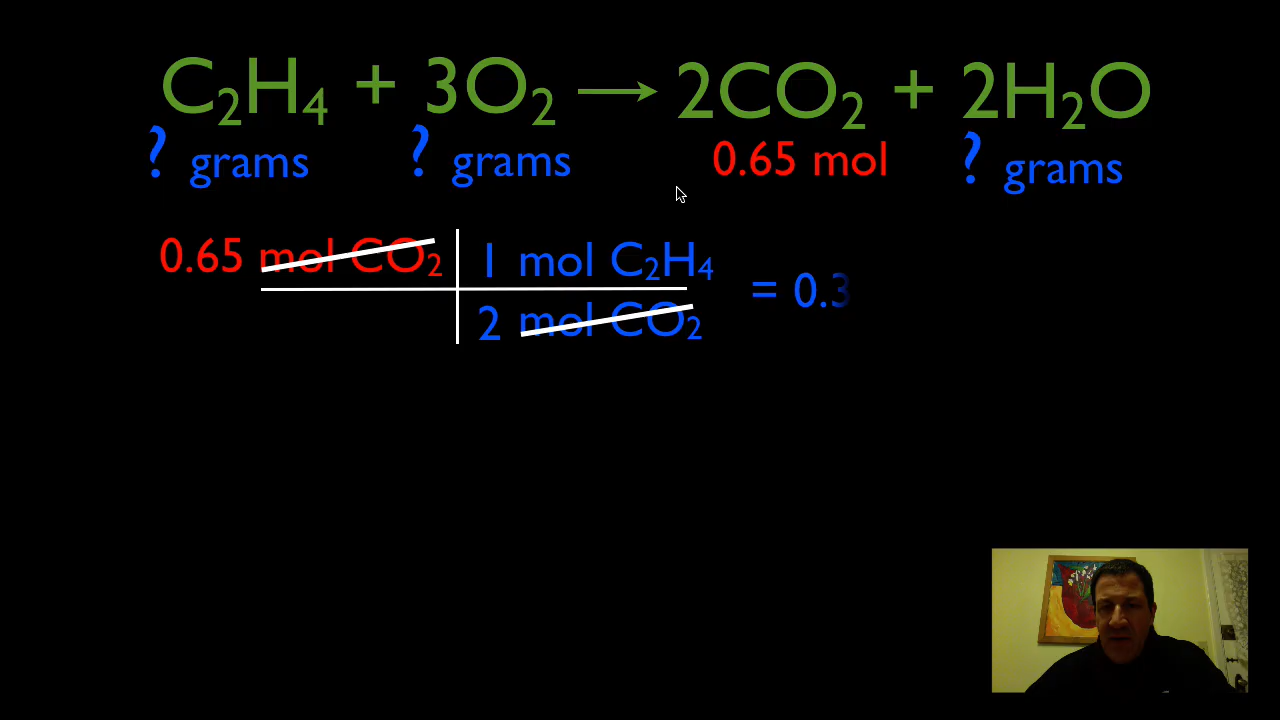 C₂H₄ + 3O₂ → 2CO₂ + 2H₂O
? grams ? grams 0.65 mol ? grams
0.65 mol CO₂ 1 mol C₂H₄
= 0.3
2 mol CO₂